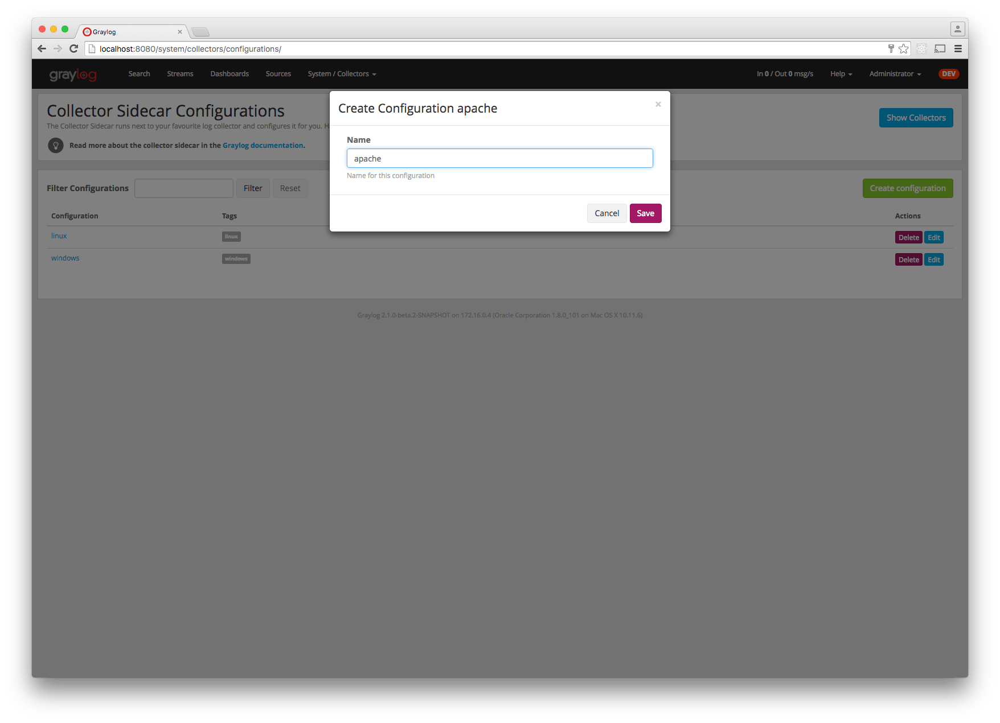 Graylog
localhost:8080/system/collectors/configurations/
graylog Search Streams Dashboards Sources System / Collectors In 0 / Out 0 msg/s Help Administrator DEV
Create Configuration apache
Collector Sidecar Configurations
The Collector Sidecar runs next to your favourite log collector and configures it for you. H
Read more about the collector sidecar in the Graylog documentation.
Show Collectors
Name
apache
Name for this configuration
Cancel Save
Filter Configurations Filter Reset Create configuration
Configuration Tags Actions
linux linux Delete Edit
windows windows Delete Edit
Graylog 2.1.0-beta.2-SNAPSHOT on 172.16.0.4 (Oracle Corporation 1.8.0_101 on Mac OS X 10.11.6)